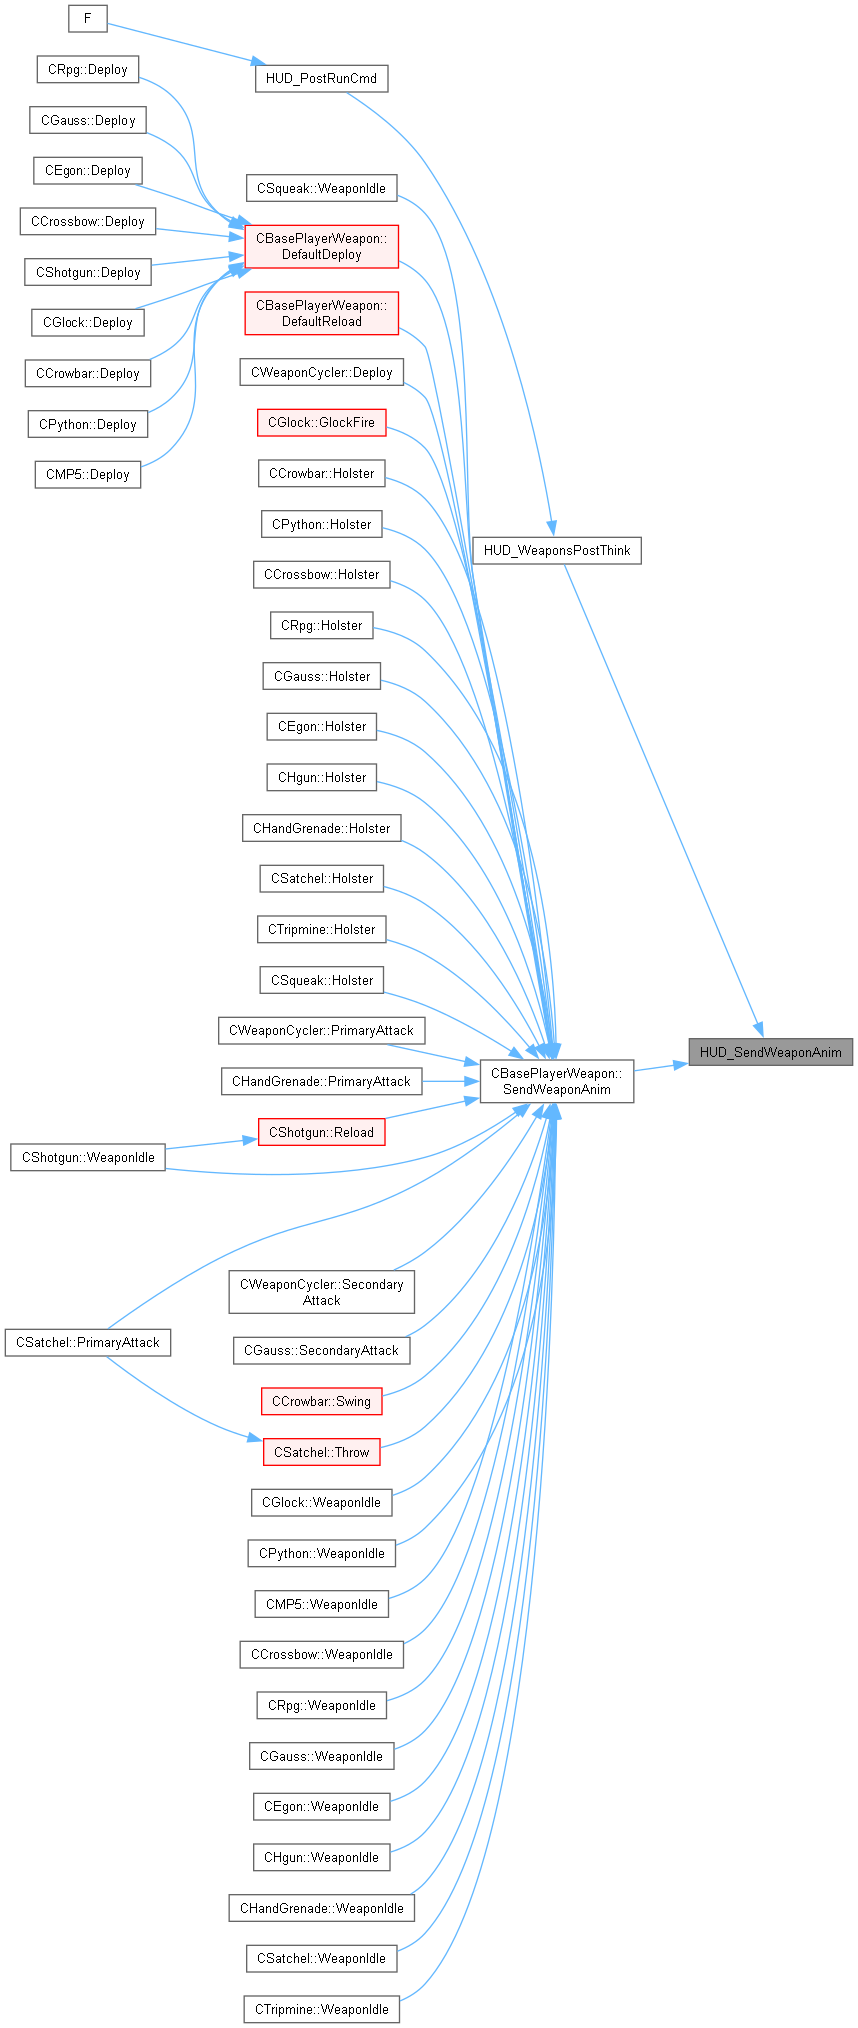 F
CRpg::Deploy
HUD_PostRunCmd
CGauss::Deploy
CEgon::Deploy
CSqueak::WeaponIdle
CCrossbow::Deploy
CBasePlayerWeapon::
DefaultDeploy
CShotgun::Deploy
CBasePlayerWeapon::
DefaultReload
CGlock::Deploy
CCrowbar::Deploy
CWeaponCycler::Deploy
CPython::Deploy
CGlock::GlockFire
CMP5::Deploy
CCrowbar::Holster
CPython::Holster
HUD_WeaponsPostThink
CCrossbow::Holster
CRpg::Holster
CGauss::Holster
CEgon::Holster
CHgun::Holster
CHandGrenade::Holster
CSatchel::Holster
CTripmine::Holster
CSqueak::Holster
CWeaponCycler::PrimaryAttack
HUD_SendWeaponAnim
CBasePlayerWeapon::
SendWeaponAnim
CHandGrenade::PrimaryAttack
CShotgun::Reload
CShotgun::WeaponIdle
CWeaponCycler::Secondary
Attack
CSatchel::PrimaryAttack
CGauss::SecondaryAttack
CCrowbar::Swing
CSatchel::Throw
CGlock::WeaponIdle
CPython::WeaponIdle
CMP5::WeaponIdle
CCrossbow::WeaponIdle
CRpg::WeaponIdle
CGauss::WeaponIdle
CEgon::WeaponIdle
CHgun::WeaponIdle
CHandGrenade::WeaponIdle
CSatchel::WeaponIdle
CTripmine::WeaponIdle